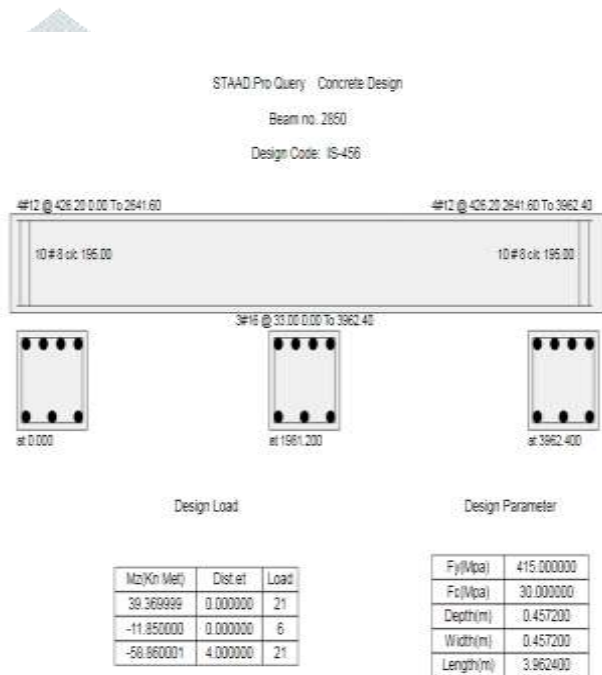 STAAD.Pro Query Concrete Design
Beam no. 2850
Design Code: IS-456
4#12 @ 426.20 0.00 To 2641.60 4#12 @ 426.20 2641.60 To 3962.40
10 # 8 c/c 195.00 10 # 8 c/c 195.00
3#16 @ 33.00 0.00 To 3962.40
at 0.000 at 1981.200 at 3962.400
Design Load Design Parameter
Mz(Kn Met) Dist.et Load
39.369999 0.000000 21
-11.850000 0.000000 6
-58.860001 4.000000 21
Fy(Mpa) 415.000000
Fc(Mpa) 30.000000
Depth(m) 0.457200
Width(m) 0.457200
Length(m) 3.962400